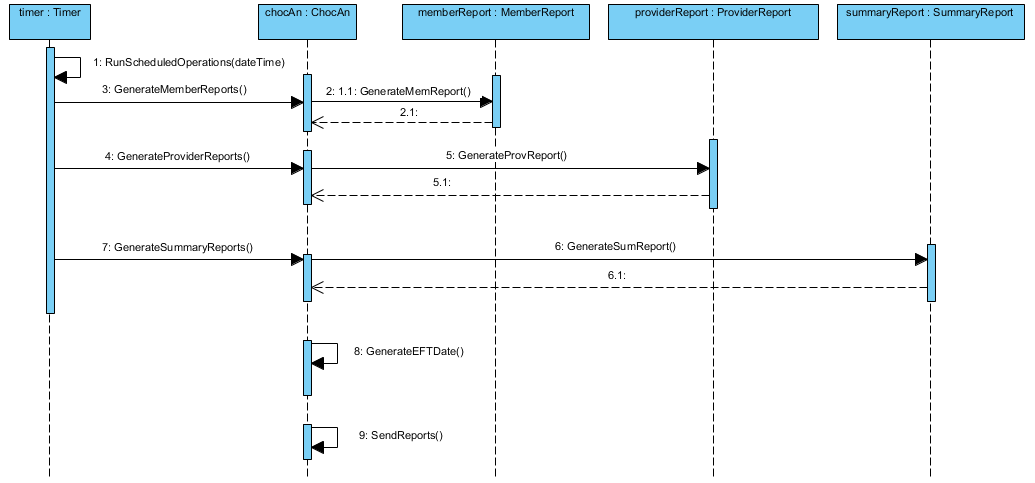 timer : Timer
chocAn : ChocAn
memberReport : MemberReport
providerReport : ProviderReport
summaryReport : SummaryReport
1: RunScheduledOperations(dateTime)
3: GenerateMemberReports()
2: 1.1: GenerateMemReport()
2.1:
4: GenerateProviderReports()
5: GenerateProvReport()
5.1:
7: GenerateSummaryReports()
6: GenerateSumReport()
6.1:
8: GenerateEFTDate()
9: SendReports()